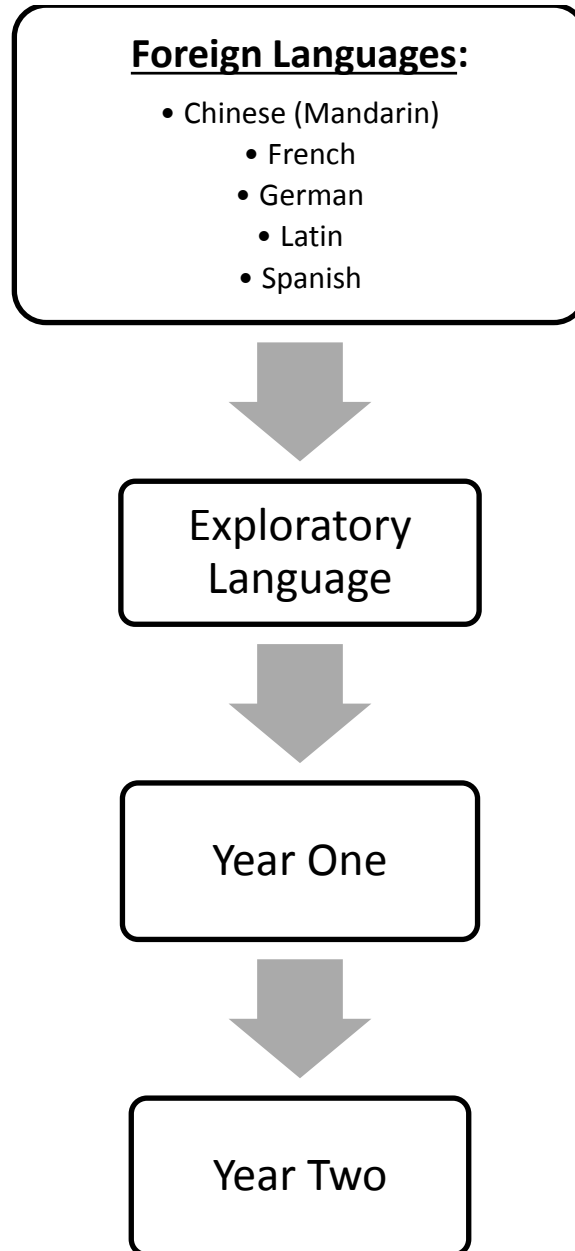 Foreign Languages:
• Chinese (Mandarin)
• French
• German
• Latin
• Spanish
Exploratory
Language
Year One
Year Two